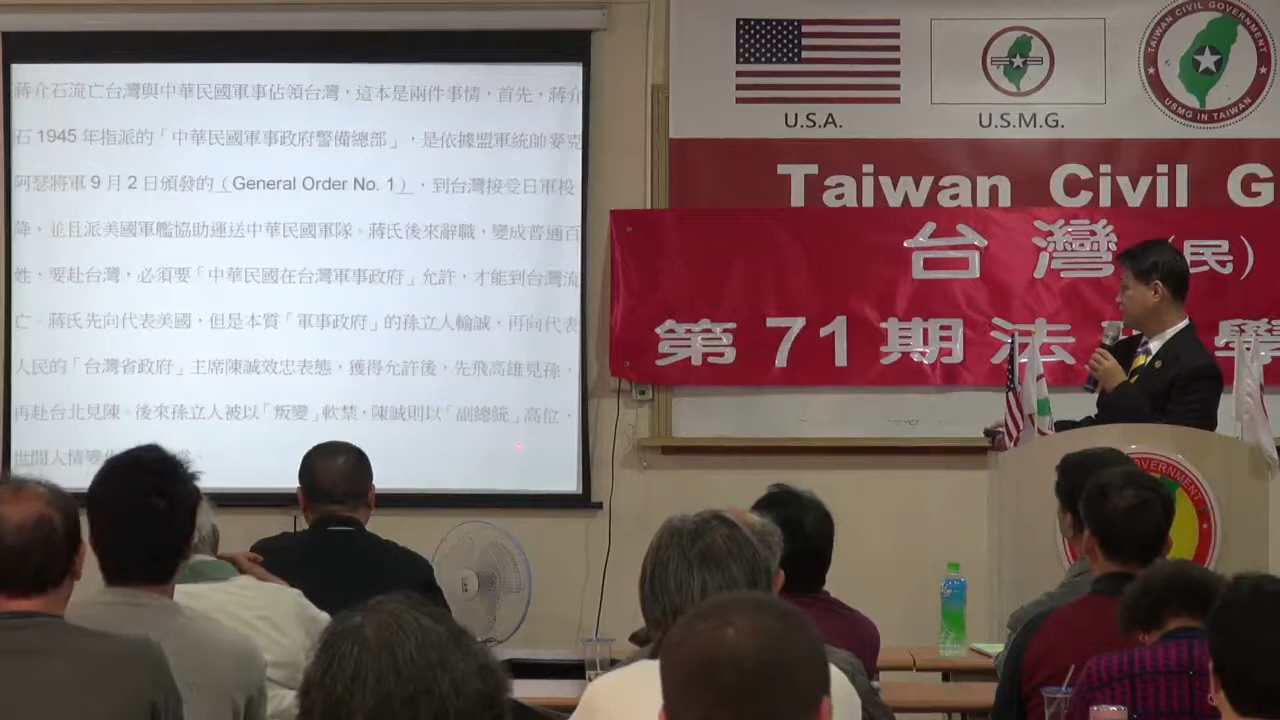 蔣介石流亡台灣與中華民國軍事佔領台灣，這本是兩件事情，首先，蔣介
石 1945 年指派的「中華民國軍事政府警備總部」，是依據盟軍統帥麥克
阿瑟將軍 9 月 2 日頒發的（General Order No. 1），到台灣接受日軍投
降，並且派美國軍艦協助運送中華民國軍隊。蔣氏後來辭職，變成普通百
姓，要赴台灣，必須要「中華民國在台灣軍事政府」允許，才能到台灣流
亡。蔣氏先向代表美國，但是本質「軍事政府」的孫立人輸誠，再向代表
人民的「台灣省政府」主席陳誠效忠表態，獲得允許後，先飛高雄見孫，
再赴台北見陳。後來孫立人被以「叛變」軟禁，陳誠則以「副總統」高位，
世間人情變
U.S.A.
U.S.M.G.
TAIWAN CIVIL GOVERNMENT
USMG IN TAIWAN
Taiwan Civil G
台灣（民）
第71期法 學
GOVERNMENT